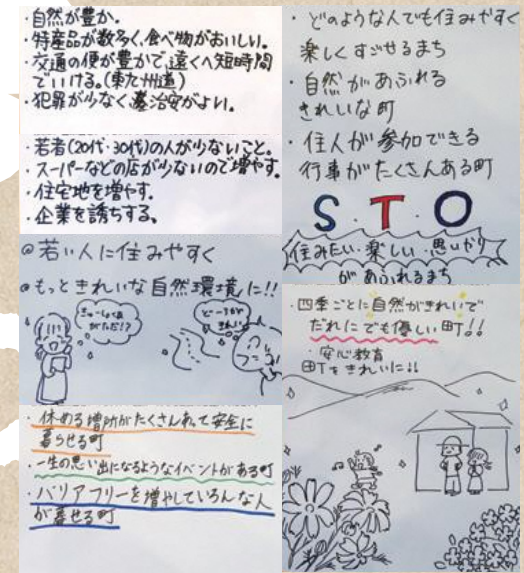 ・自然が豊か。
・特産品が数多く、食べ物がおいしい。
・交通の便が豊かで、遠くへ短時間
でいける。(東九州道)
・犯罪が少なく治安がよい。
・若者(20代・30代)の人が少ないこと。
・スーパーなどの店が少ないので増やす。
・住宅地を増やす。
・企業を誘ちする。
◎若い人に住みやすく
◎もっときれいな自然環境に!!
・休める場所がたくさんあって安全に
暮らせる町
・一生の思い出になるようなイベントがある町
・バリアフリーを増やしていろんな人
が暮せる町
・どのような人でも住みやすく
楽しくすごせるまち
・自然があふれる
きれいな町
・住人が参加できる
行事がたくさんある町
S・T・O
住みたい・楽しい・思いやり
があふれるまち
・四季ごとに自然がきれいで
だれにでも優しい町!!
・安心教育
町をきれいに!!